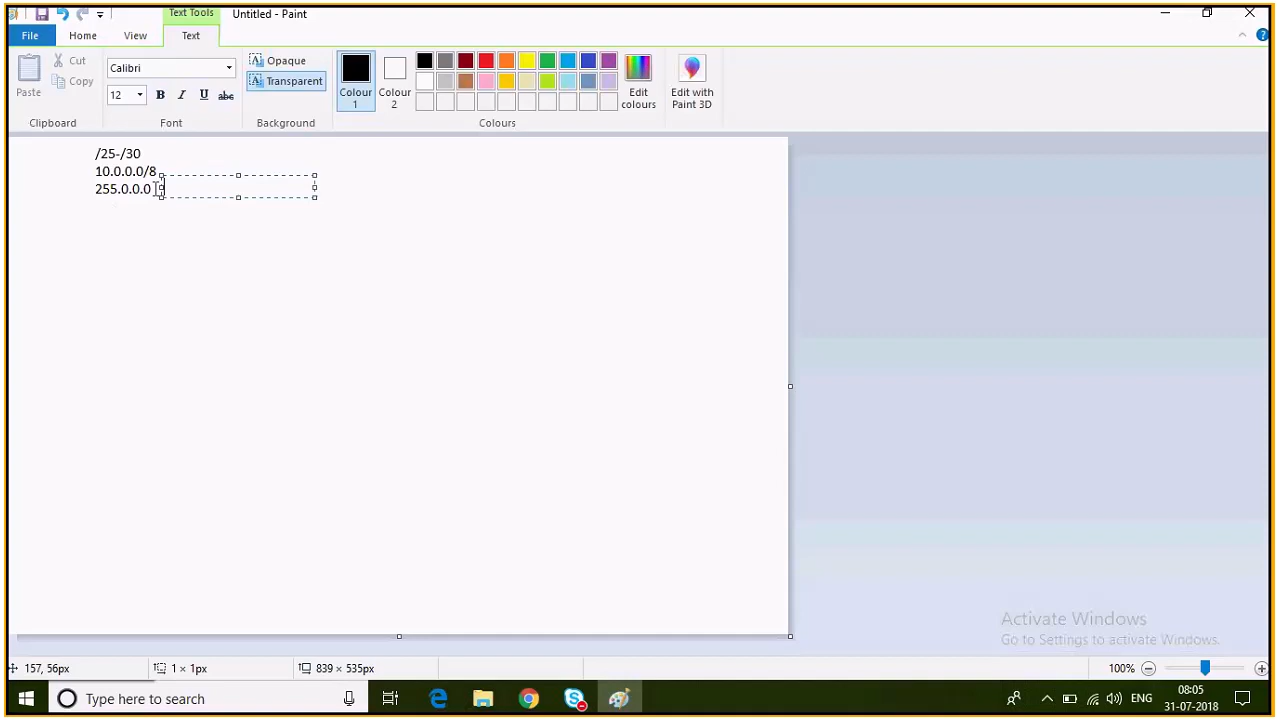 Text Tools
Untitled - Paint
File
Home
View
Text
Paste
Cut
Copy
Clipboard
Calibri
12
B I U abc
Font
A Opaque
A Transparent
Background
Colour 1
Colour 2
Edit colours
Edit with Paint 3D
Colours
/25-/30
10.0.0.0/8
255.0.0.0
Activate Windows
Go to Settings to activate Windows.
157, 56px
1 × 1px
839 × 535px
100%
Type here to search
ENG
08:05
31-07-2018